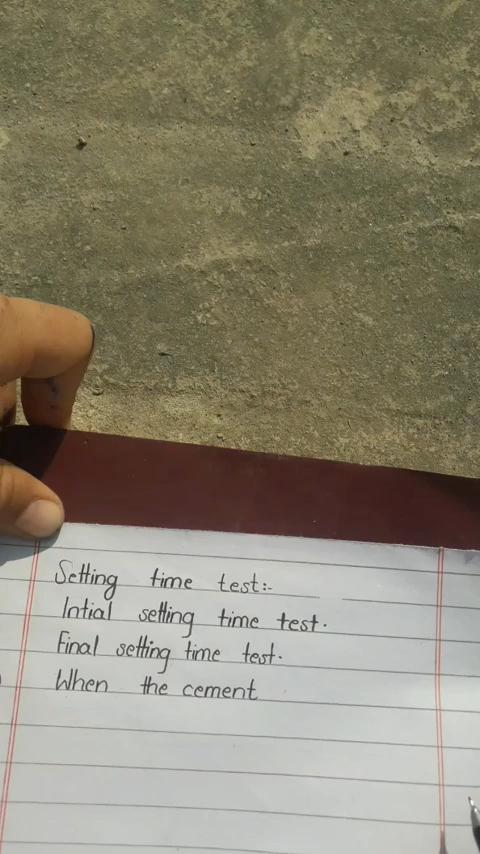 Setting time test:-
Intial setting time test.
Final setting time test.
When the cement